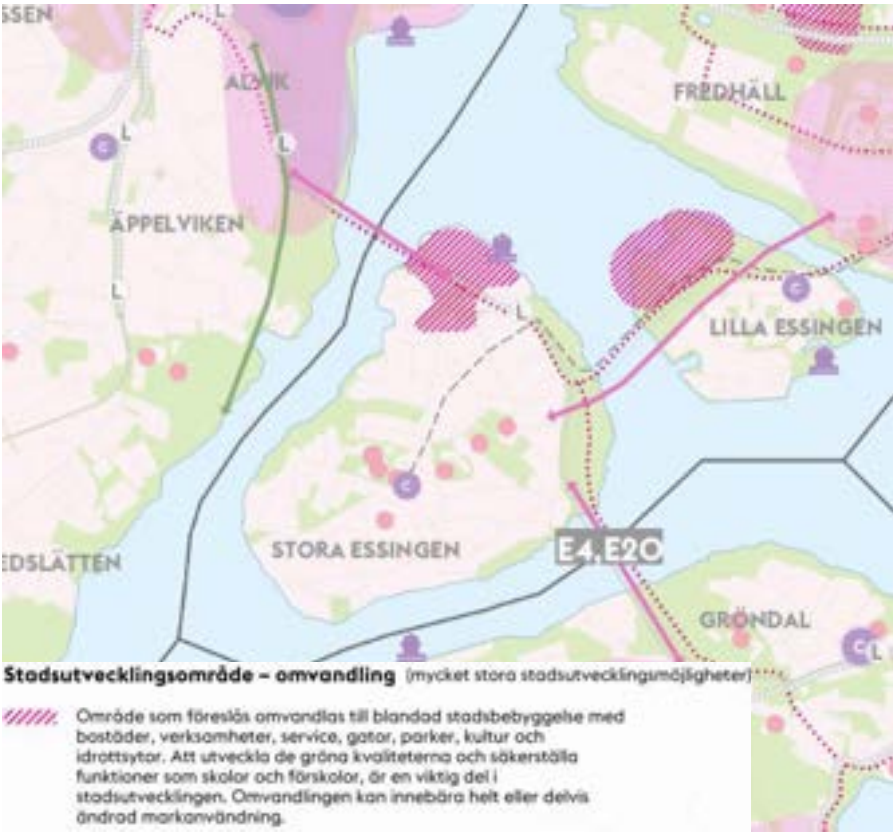 SSEN
L
ALVIK
FREDHÄLL
C
L
L
ÄPPELVIKEN
C
L
L
LILLA ESSINGEN
C
STORA ESSINGEN
EDSLÄTTEN
E4,E20
GRÖNDAL
C
L
Stadsutvecklingsområde – omvandling (mycket stora stadsutvecklingsmöjligheter)
Område som föreslås omvandlas till blandad stadsbebyggelse med
bostäder, verksamheter, service, gator, parker, kultur och
idrottsytor. Att utveckla de gröna kvaliteterna och säkerställa
funktioner som skolor och förskolor, är en viktig del i
stadsutvecklingen. Omvandlingen kan innebära helt eller delvis
ändrad markanvändning.